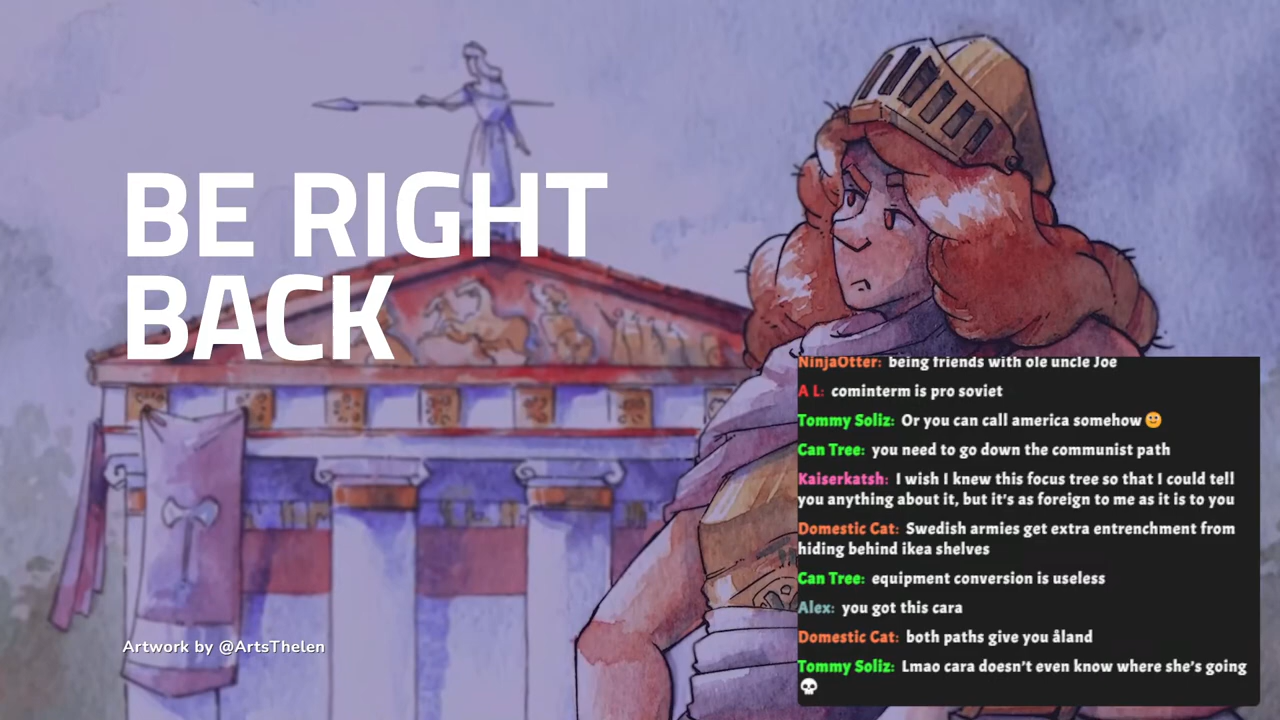 BE RIGHT
BACK
NinjaOtter: being friends with ole uncle Joe
A L: cominterm is pro soviet
Tommy Soliz: Or you can call america somehow 🙂
Can Tree: you need to go down the communist path
Kaiserkatsh: I wish I knew this focus tree so that I could tell
you anything about it, but it's as foreign to me as it is to you
Domestic Cat: Swedish armies get extra entrenchment from
hiding behind ikea shelves
Can Tree: equipment conversion is useless
Alex: you got this cara
Domestic Cat: both paths give you åland
Tommy Soliz: Lmao cara doesn't even know where she's going
💀
Artwork by @ArtsThelen